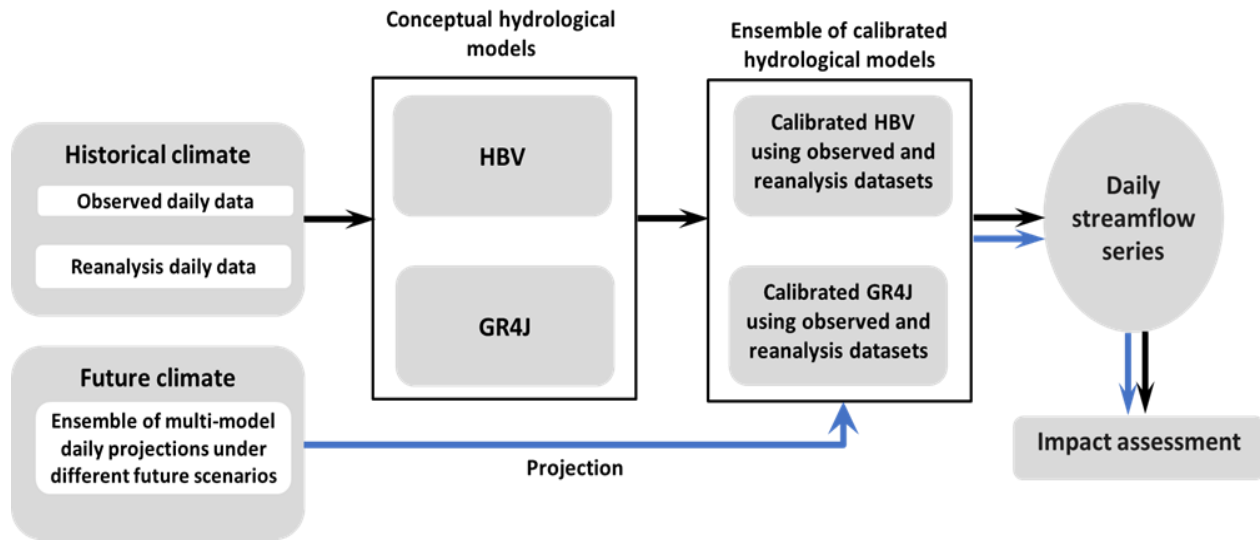 Conceptual hydrological
models
Ensemble of calibrated
hydrological models
Historical climate
Observed daily data
Reanalysis daily data
HBV
GR4J
Calibrated HBV
using observed and
reanalysis datasets
Calibrated GR4J
using observed and
reanalysis datasets
Daily
streamflow
series
Future climate
Ensemble of multi-model
daily projections under
different future scenarios
Projection
Impact assessment